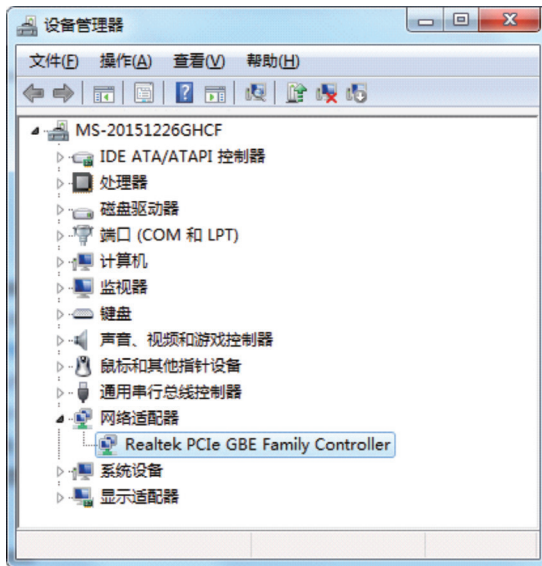 设备管理器
文件(F) 操作(A) 查看(V) 帮助(H)
MS-20151226GHCF
IDE ATA/ATAPI 控制器
处理器
磁盘驱动器
端口 (COM 和 LPT)
计算机
监视器
键盘
声音、视频和游戏控制器
鼠标和其他指针设备
通用串行总线控制器
网络适配器
Realtek PCIe GBE Family Controller
系统设备
显示适配器